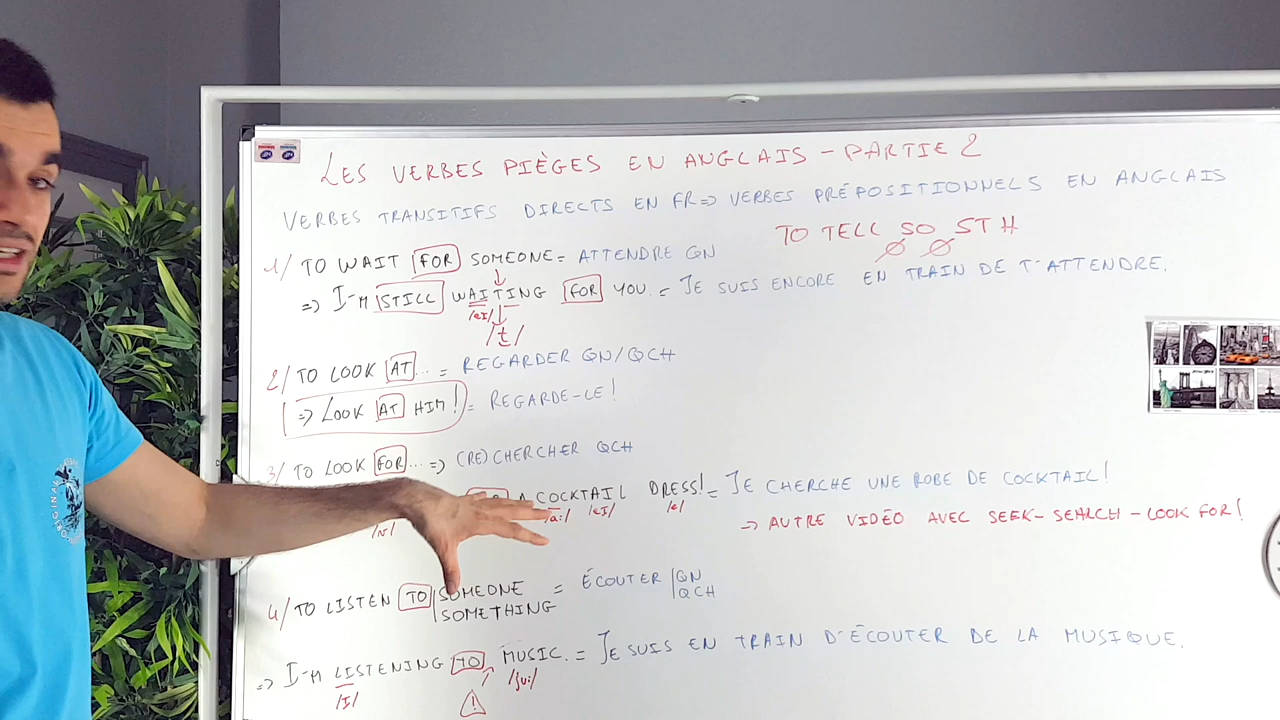 LES VERBES PIÈGES EN ANGLAIS - PARTIE 2
VERBES TRANSITIFS DIRECTS EN FR => VERBES PRÉPOSITIONNELS EN ANGLAIS
TO TELL SO STH
Ø Ø
1/ TO WAIT FOR SOMEONE = ATTENDRE QN
=> I'M STILL WAITING FOR YOU. = JE SUIS ENCORE EN TRAIN DE T'ATTENDRE.
/eI/
/t/
2/ TO LOOK AT... = REGARDER QN/QCH
=> LOOK AT HIM! = REGARDE-LE!
3/ TO LOOK FOR... => (RE)CHERCHER QCH
A COCKTAIL DRESS! = JE CHERCHE UNE ROBE DE COCKTAIL!
/a:/ /eI/ /e/
=> AUTRE VIDÉO AVEC SEEK - SEARCH - LOOK FOR!
4/ TO LISTEN TO SOMEONE = ÉCOUTER QN
SOMETHING QCH
=> I'M LISTENING TO MUSIC. = JE SUIS EN TRAIN D'ÉCOUTER DE LA MUSIQUE.
/I/ ! /ju:/